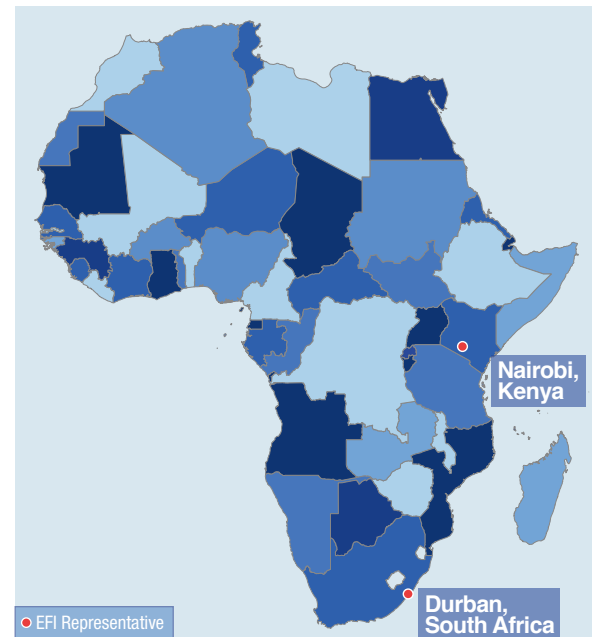 Nairobi,
Kenya
Durban,
South Africa
EFI Representative